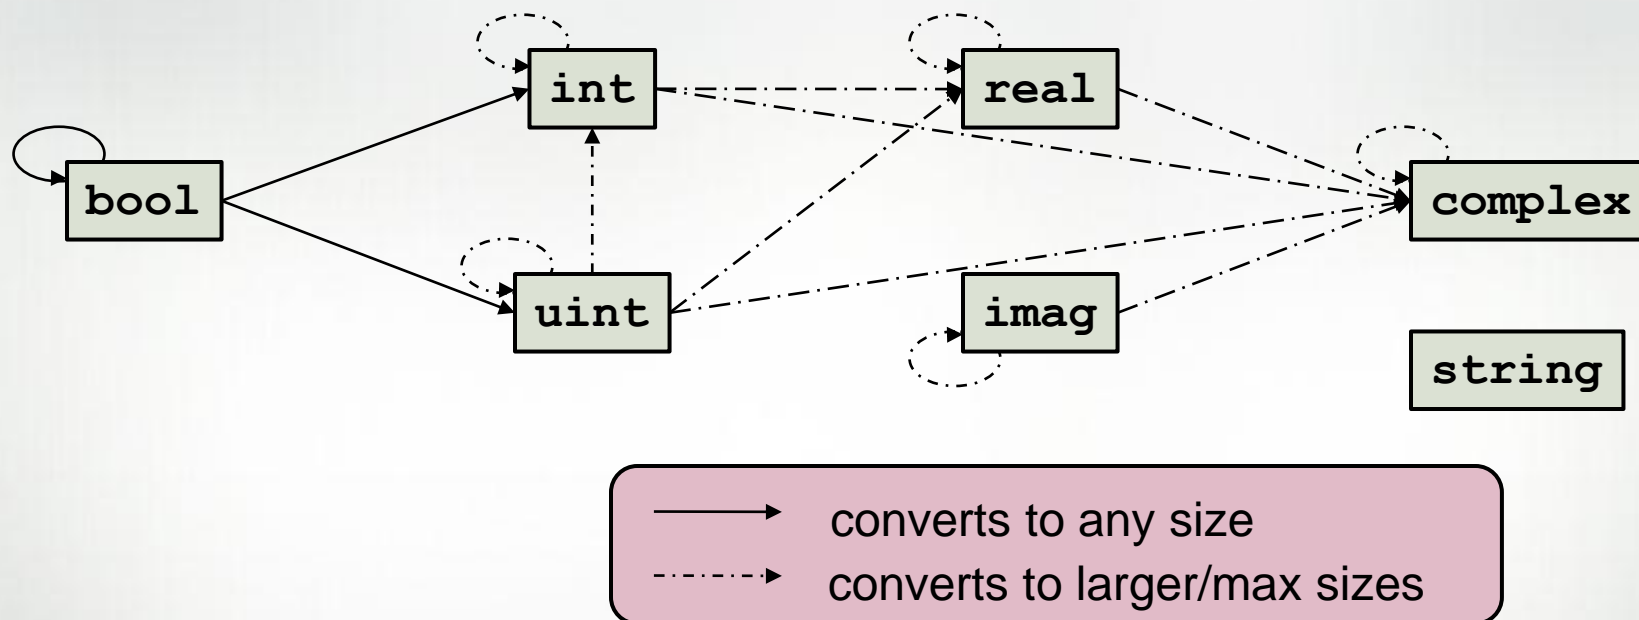 int
real
bool
complex
uint
imag
string
converts to any size
converts to larger/max sizes